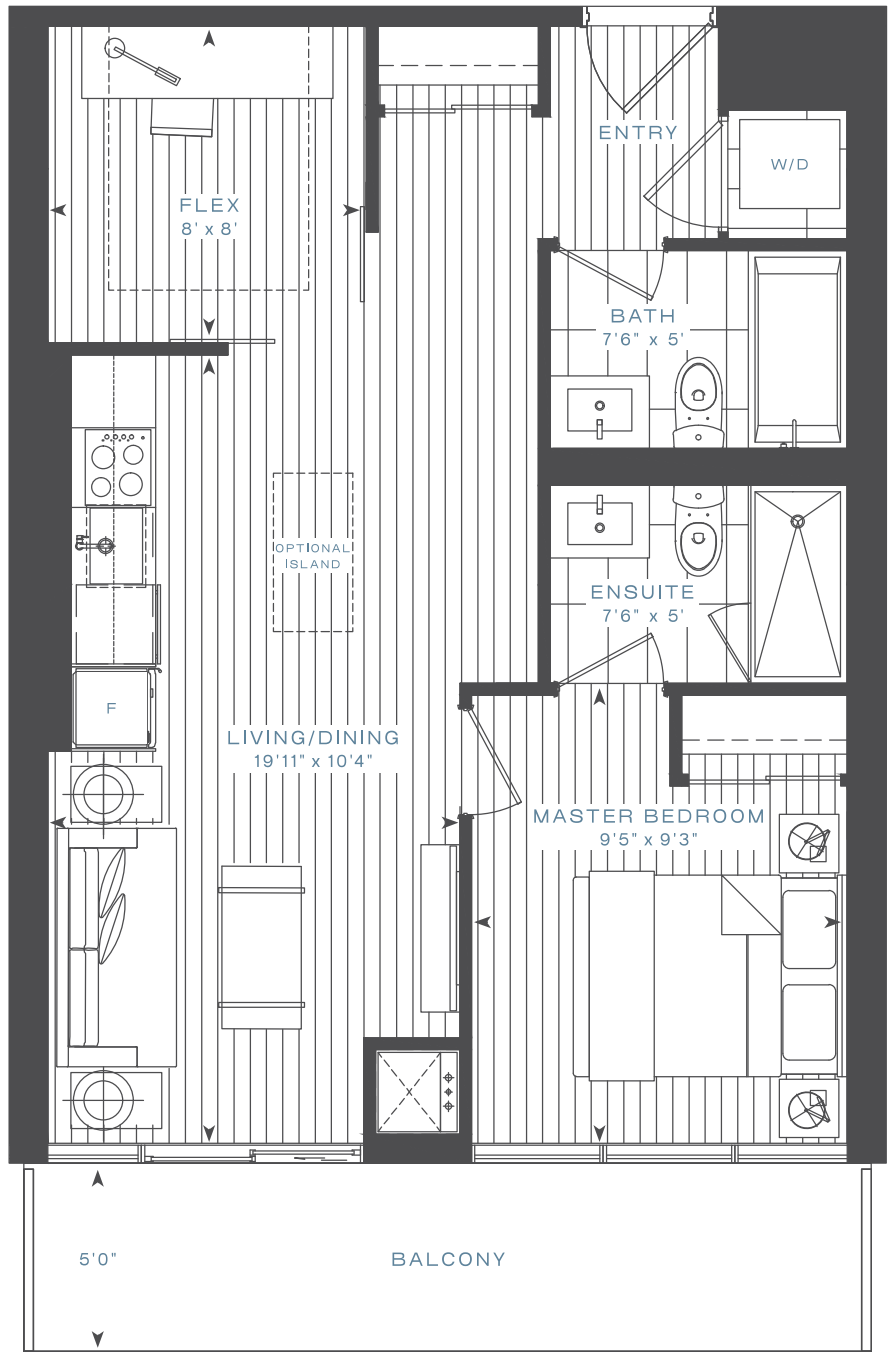 ENTRY
W/D
FLEX
8' x 8'
BATH
7'6" x 5'
OPTIONAL
ISLAND
ENSUITE
7'6" x 5'
F
LIVING/DINING
19'11" x 10'4"
MASTER BEDROOM
9'5" x 9'3"
5'0"
BALCONY